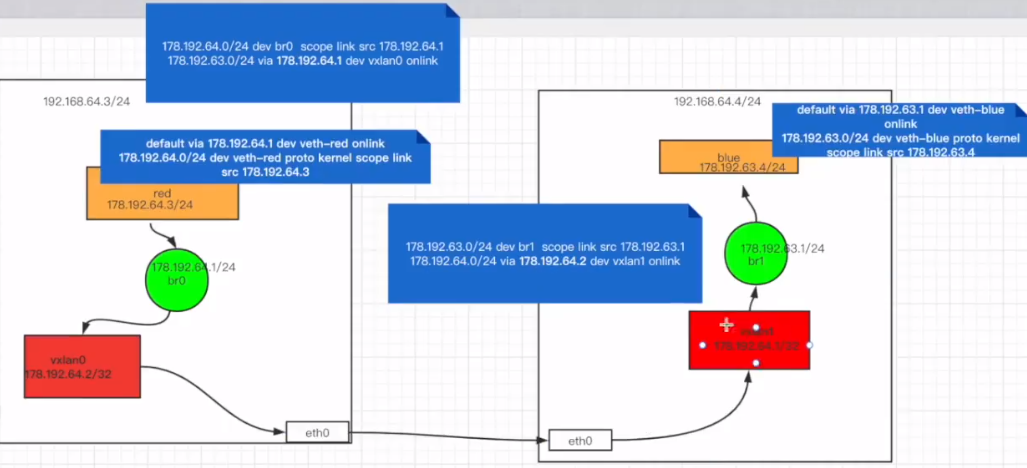 178.192.64.0/24 dev br0 scope link src 178.192.64.1
178.192.63.0/24 via 178.192.64.1 dev vxlan0 onlink
192.168.64.3/24
default via 178.192.64.1 dev veth-red onlink
178.192.64.0/24 dev veth-red proto kernel scope link
src 178.192.64.3
red
178.192.64.3/24
178.192.64.1/24
br0
vxlan0
178.192.64.2/32
eth0
178.192.63.0/24 dev br1 scope link src 178.192.63.1
178.192.64.0/24 via 178.192.64.2 dev vxlan1 onlink
192.168.64.4/24
default via 178.192.63.1 dev veth-blue
onlink
178.192.63.0/24 dev veth-blue proto kernel
scope link src 178.192.63.4
blue
178.192.63.4/24
178.192.63.1/24
br1
178.192.64.1/32
eth0